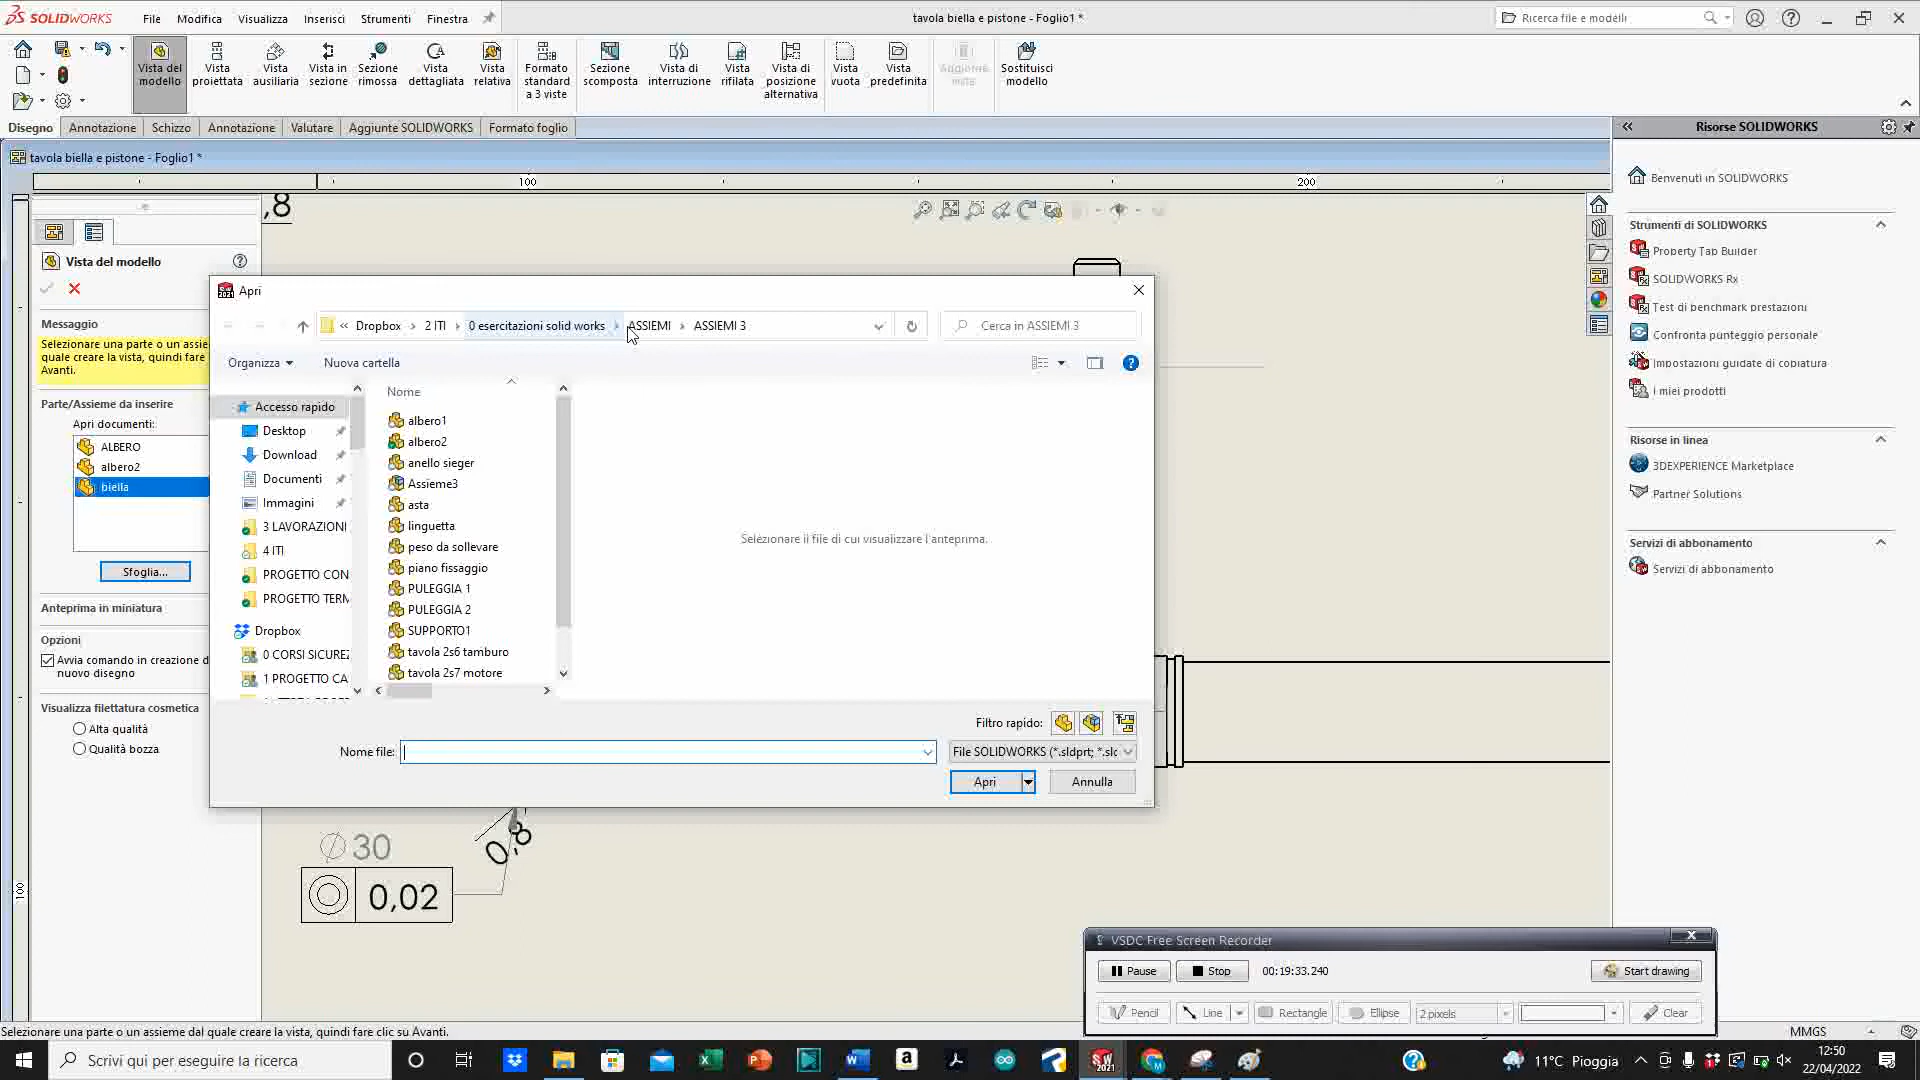 SOLIDWORKS
File Modifica Visualizza Inserisci Strumenti Finestra
tavola biella e pistone - Foglio1 *
Ricerca file e modelli
Vista del modello
Vista proiettata
Vista ausiliaria
Vista in sezione
Sezione rimossa
Vista dettagliata
Vista relativa
Formato standard a 3 viste
Sezione scomposta
Vista di interruzione
Vista rifilata
Vista di posizione alternativa
Vista vuota
Vista predefinita
Aggiorna vista
Sostituisci modello
Disegno Annotazione Schizzo Annotazione Valutare Aggiunte SOLIDWORKS Formato foglio
Risorse SOLIDWORKS
tavola biella e pistone - Foglio1 *
100
200
,8
Vista del modello
Messaggio
Selezionare una parte o un assie
quale creare la vista, quindi fare
Avanti.
Parte/Assieme da inserire
Apri documenti:
ALBERO
albero2
biella
Sfoglia...
Anteprima in miniatura
Opzioni
Avvia comando in creazione d
nuovo disegno
Visualizza filettatura cosmetica
Alta qualità
Qualità bozza
Apri
« Dropbox › 2 ITI › 0 esercitazioni solid works › ASSIEMI › ASSIEMI 3
Cerca in ASSIEMI 3
Organizza
Nuova cartella
Accesso rapido
Desktop
Download
Documenti
Immagini
3 LAVORAZIONI
4 ITI
PROGETTO CON
PROGETTO TERM
Dropbox
0 CORSI SICUREZ
1 PROGETTO CA
Nome
albero1
albero2
anello sieger
Assieme3
asta
linguetta
peso da sollevare
piano fissaggio
PULEGGIA 1
PULEGGIA 2
SUPPORTO1
tavola 2s6 tamburo
tavola 2s7 motore
Selezionare il file di cui visualizzare l'anteprima.
Filtro rapido:
Nome file:
File SOLIDWORKS (*.sldprt; *.slc
Apri
Annulla
Benvenuti in SOLIDWORKS
Strumenti di SOLIDWORKS
Property Tap Builder
SOLIDWORKS Rx
Test di benchmark prestazioni
Confronta punteggio personale
Impostazioni guidate di copiatura
I miei prodotti
Risorse in linea
3DEXPERIENCE Marketplace
Partner Solutions
Servizi di abbonamento
Servizi di abbonamento
∅ 30
0,8
0,02
100
VSDC Free Screen Recorder
Pause
Stop
00:19:33.240
Start drawing
Pencil
Line
Rectangle
Ellipse
2 pixels
Clear
Selezionare una parte o un assieme dal quale creare la vista, quindi fare clic su Avanti.
MMGS
Scrivi qui per eseguire la ricerca
11°C Pioggia
12:50
22/04/2022